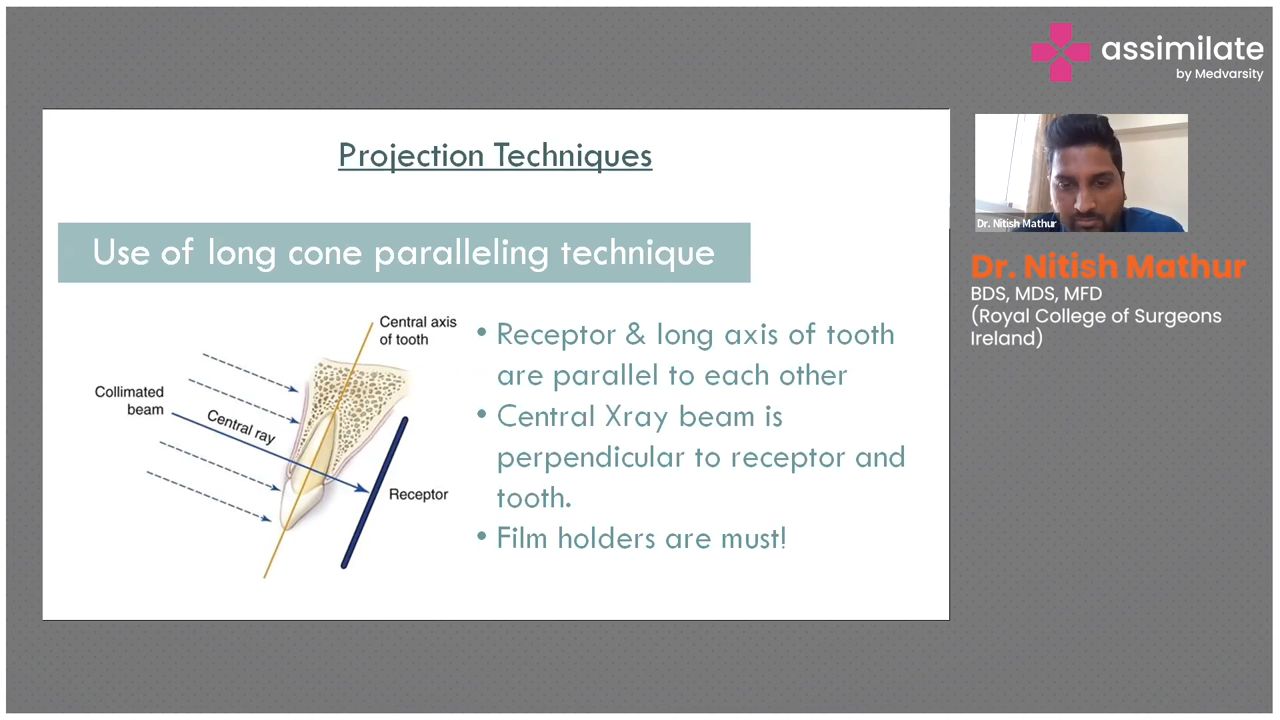 assimilate
by Medvarsity
Projection Techniques
Use of long cone paralleling technique
Central axis
of tooth
Collimated
beam
Central ray
Receptor
• Receptor & long axis of tooth
are parallel to each other
• Central Xray beam is
perpendicular to receptor and
tooth.
• Film holders are must!
Dr. Nitish Mathur
Dr. Nitish Mathur
BDS, MDS, MFD
(Royal College of Surgeons
Ireland)